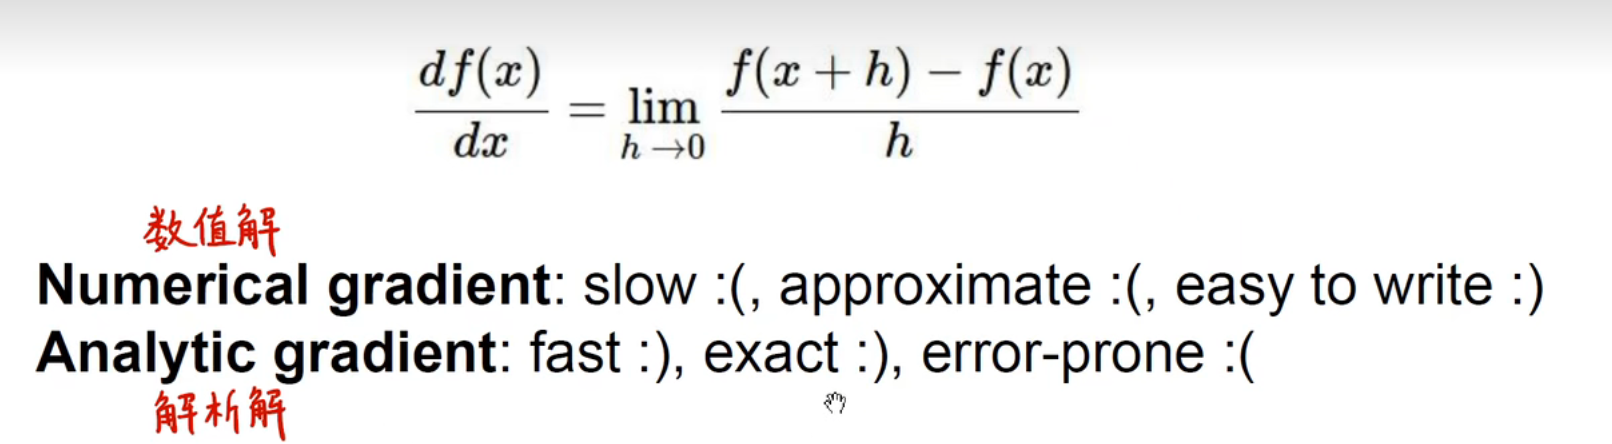 df(x)/dx = lim h→0 f(x + h) − f(x)/h
数值解
Numerical gradient: slow :(, approximate :(, easy to write :)
Analytic gradient: fast :), exact :), error-prone :(
解析解